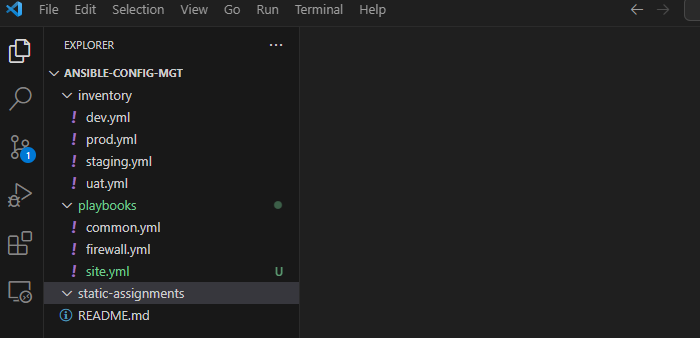 File Edit Selection View Go Run Terminal Help
EXPLORER
ANSIBLE-CONFIG-MGT
inventory
! dev.yml
! prod.yml
! staging.yml
! uat.yml
playbooks
! common.yml
! firewall.yml
! site.yml U
static-assignments
README.md
1